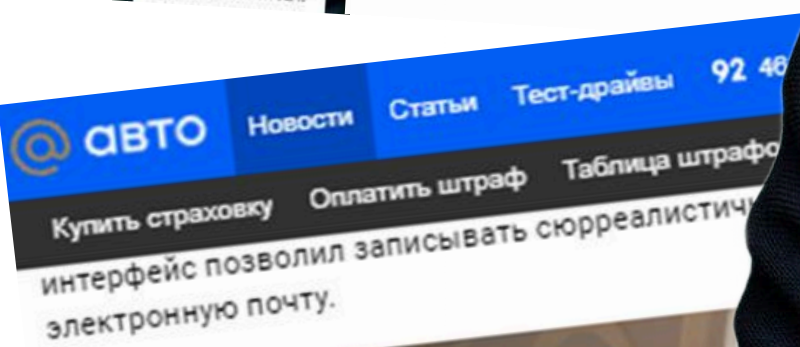 @ авто Новости Статьи Тест-драйвы 92 46
Купить страховку Оплатить штраф Таблица штрафо
интерфейс позволил записывать сюрреалистичн
электронную почту.